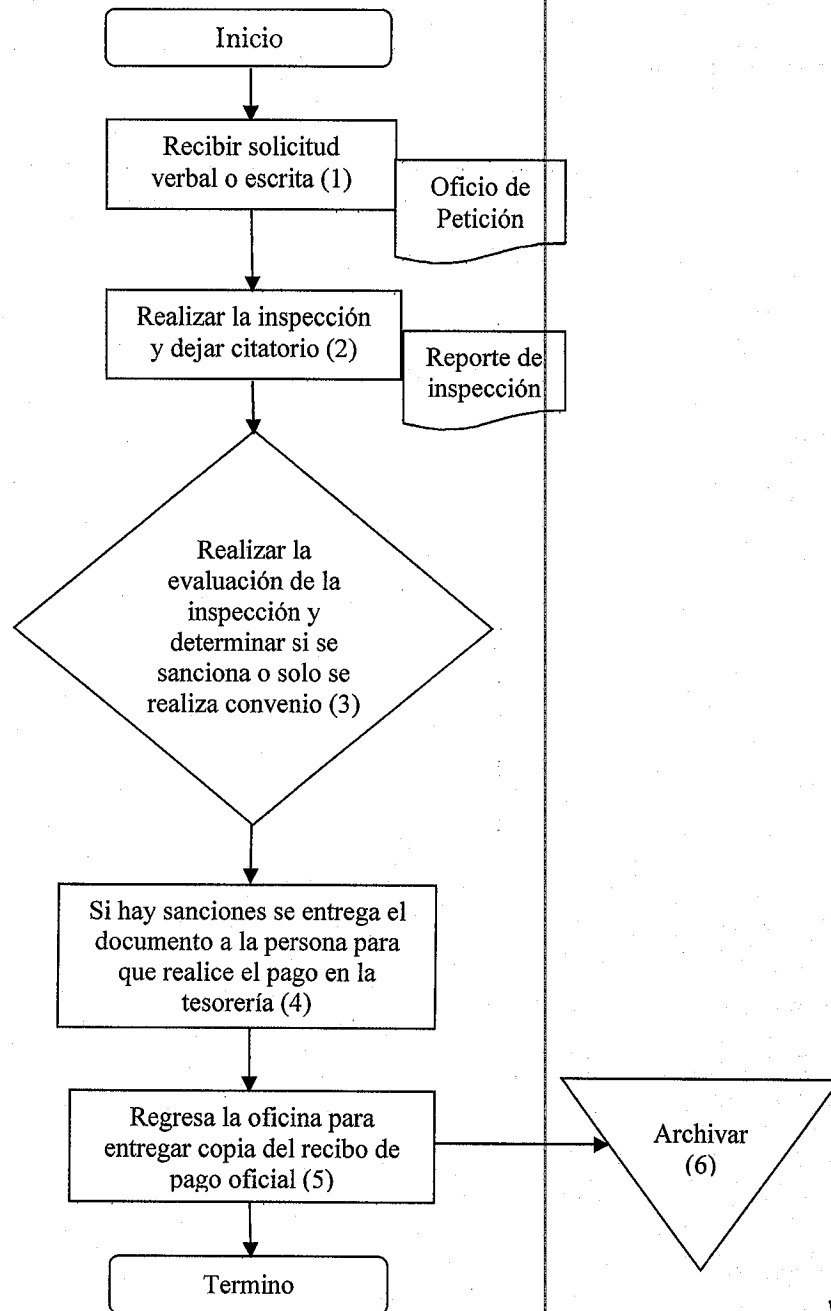 Inicio
Recibir solicitud
verbal o escrita (1)
Oficio de
Petición
Realizar la inspección
y dejar citatorio (2)
Reporte de
inspección
Realizar la
evaluación de la
inspección y
determinar si se
sanciona o solo se
realiza convenio (3)
Si hay sanciones se entrega el
documento a la persona para
que realice el pago en la
tesorería (4)
Regresa la oficina para
entregar copia del recibo de
pago oficial (5)
Archivar
(6)
Termino